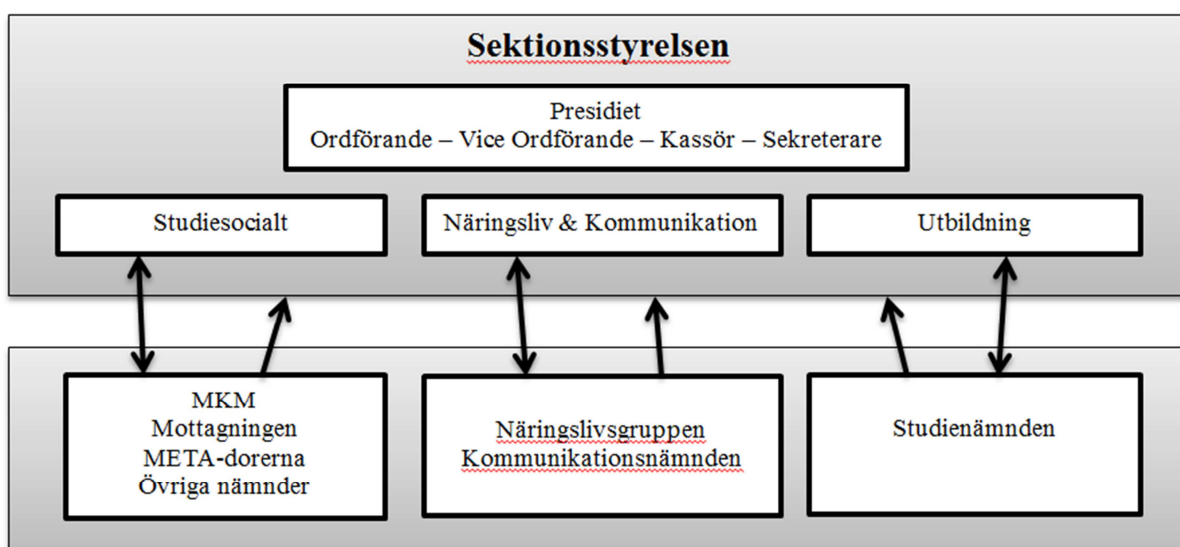 Sektionsstyrelsen
Presidiet
Ordförande – Vice Ordförande – Kassör – Sekreterare
Studiesocialt
Näringsliv & Kommunikation
Utbildning
MKM
Mottagningen
META-dorerna
Övriga nämnder
Näringslivsgruppen
Kommunikationsnämnden
Studienämnden